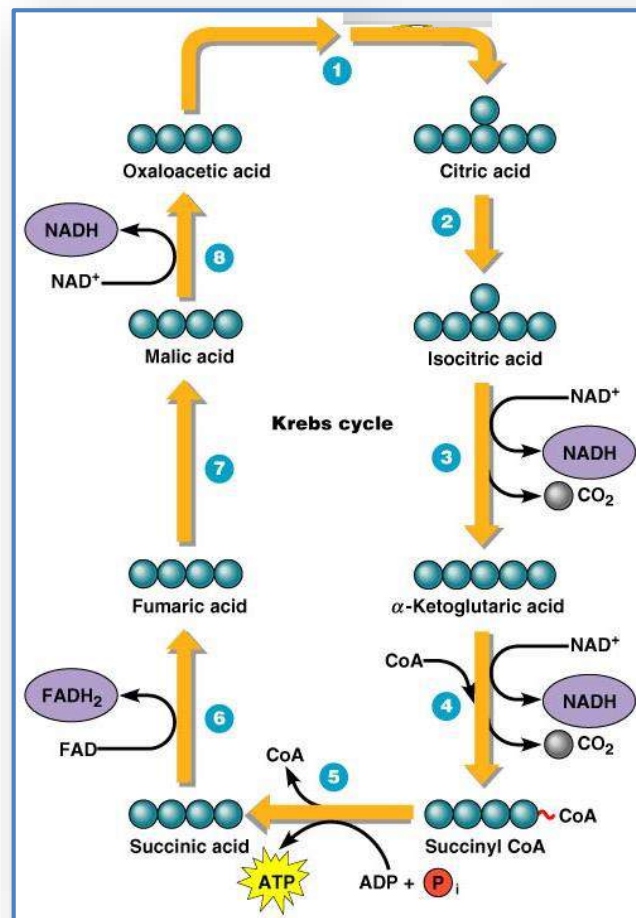 1
Oxaloacetic acid
Citric acid
NADH
NAD+
8
2
Malic acid
Isocitric acid
Krebs cycle
7
3
NAD+
NADH
CO2
Fumaric acid
α-Ketoglutaric acid
FADH2
FAD
6
CoA
4
NAD+
NADH
CO2
CoA
5
Succinic acid
ATP
ADP + Pi
CoA
Succinyl CoA